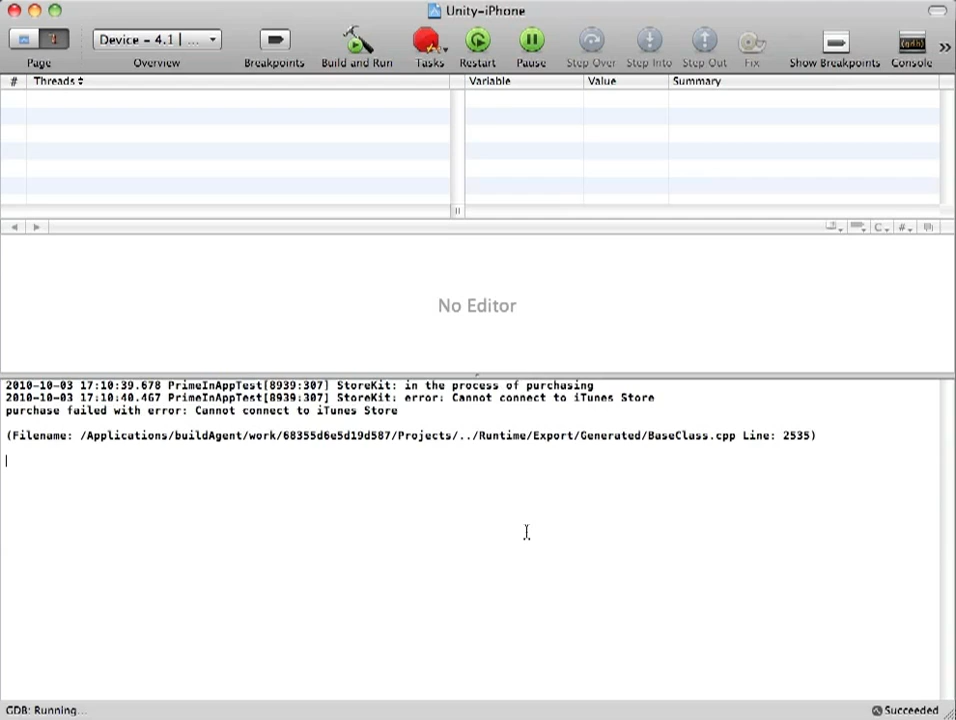 Unity-iPhone
Device - 4.1 | ...
Page Overview Breakpoints Build and Run Tasks Restart Pause Step Over Step Into Step Out Fix Show Breakpoints Console
# Threads Variable Value Summary
C #
No Editor
2010-10-03 17:10:39.678 PrimeInAppTest[8939:307] StoreKit: in the process of purchasing
2010-10-03 17:10:40.467 PrimeInAppTest[8939:307] StoreKit: error: Cannot connect to iTunes Store
purchase failed with error: Cannot connect to iTunes Store
(Filename: /Applications/buildAgent/work/68355d6e5d19d587/Projects/../Runtime/Export/Generated/BaseClass.cpp Line: 2535)
GDB: Running... Succeeded